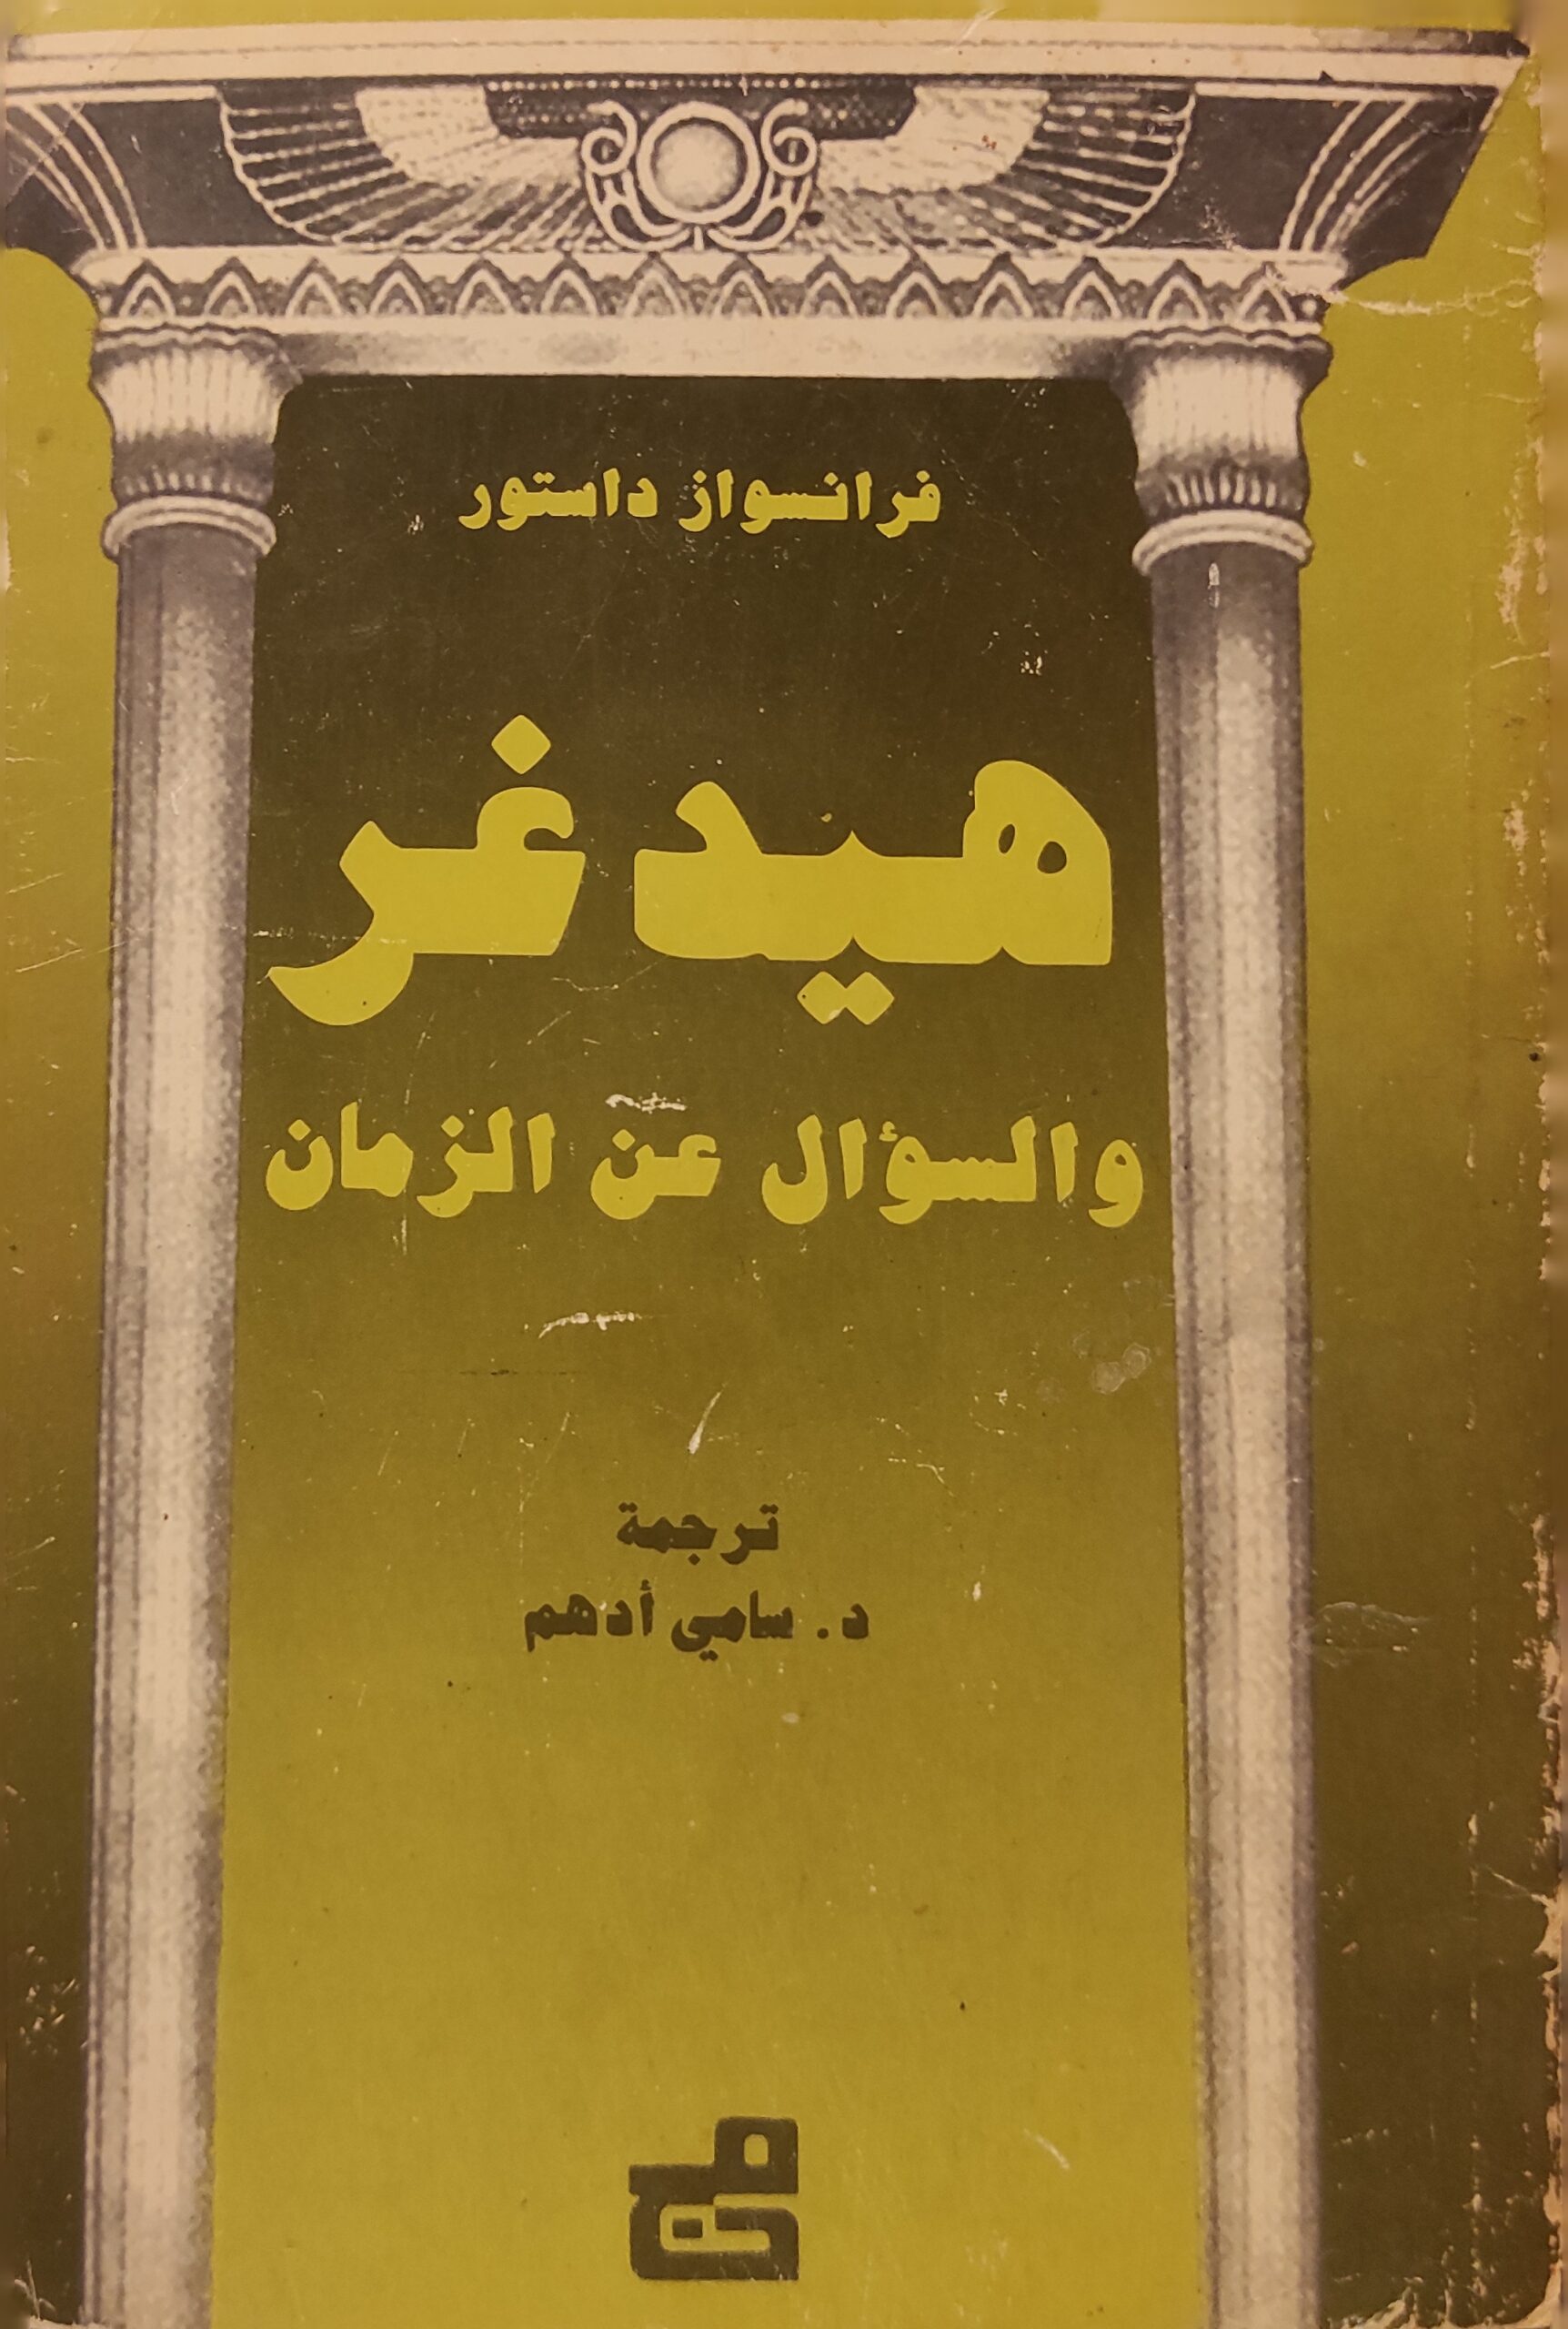 فرانسواز داستور
هيدغر
والسؤال عن الزمان
ترجمة
د. سامي أدهم